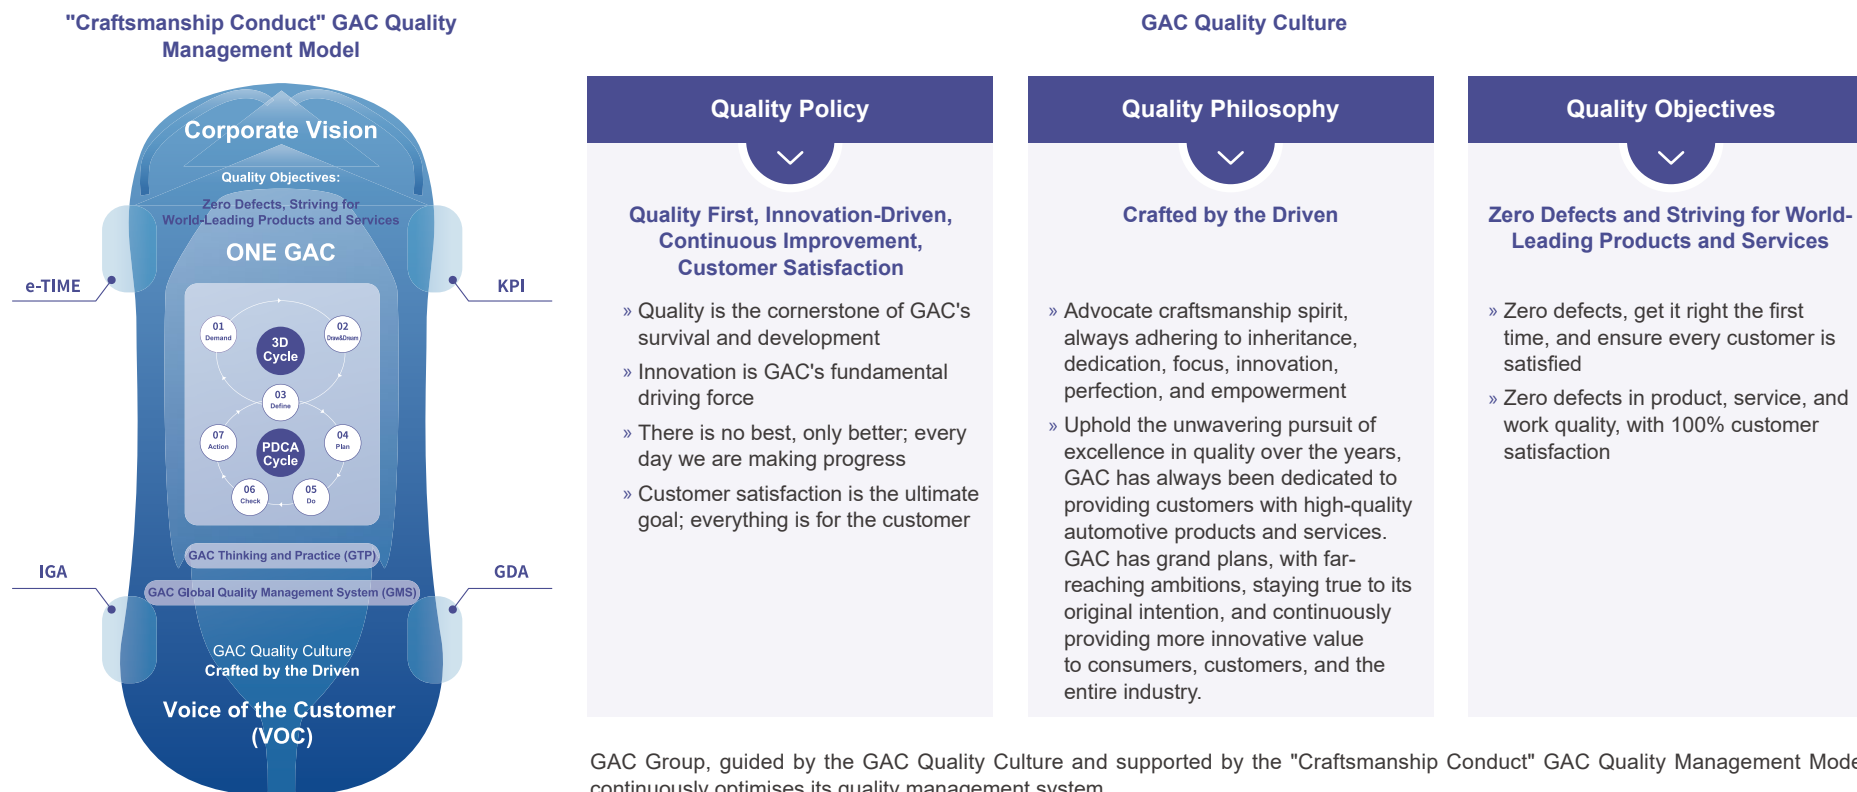 "Craftsmanship Conduct" GAC Quality
Management Model
Corporate Vision
Quality Objectives:
Zero Defects, Striving for
World-Leading Products and Services
ONE GAC
e-TIME
KPI
01
Demand
02
Draw&Dream
3D
Cycle
03
Define
07
Action
PDCA
Cycle
04
Plan
06
Check
05
Do
GAC Thinking and Practice (GTP)
IGA
GDA
GAC Global Quality Management System (GMS)
GAC Quality Culture
Crafted by the Driven
Voice of the Customer
(VOC)
GAC Quality Culture
Quality Policy
Quality First, Innovation-Driven,
Continuous Improvement,
Customer Satisfaction
» Quality is the cornerstone of GAC's
survival and development
» Innovation is GAC's fundamental
driving force
» There is no best, only better; every
day we are making progress
» Customer satisfaction is the ultimate
goal; everything is for the customer
Quality Philosophy
Crafted by the Driven
» Advocate craftsmanship spirit,
always adhering to inheritance,
dedication, focus, innovation,
perfection, and empowerment
» Uphold the unwavering pursuit of
excellence in quality over the years,
GAC has always been dedicated to
providing customers with high-quality
automotive products and services.
GAC has grand plans, with far-
reaching ambitions, staying true to its
original intention, and continuously
providing more innovative value
to consumers, customers, and the
entire industry.
Quality Objectives
Zero Defects and Striving for World-
Leading Products and Services
» Zero defects, get it right the first
time, and ensure every customer is
satisfied
» Zero defects in product, service, and
work quality, with 100% customer
satisfaction
GAC Group, guided by the GAC Quality Culture and supported by the "Craftsmanship Conduct" GAC Quality Management Mode
continuously optimises its quality management system